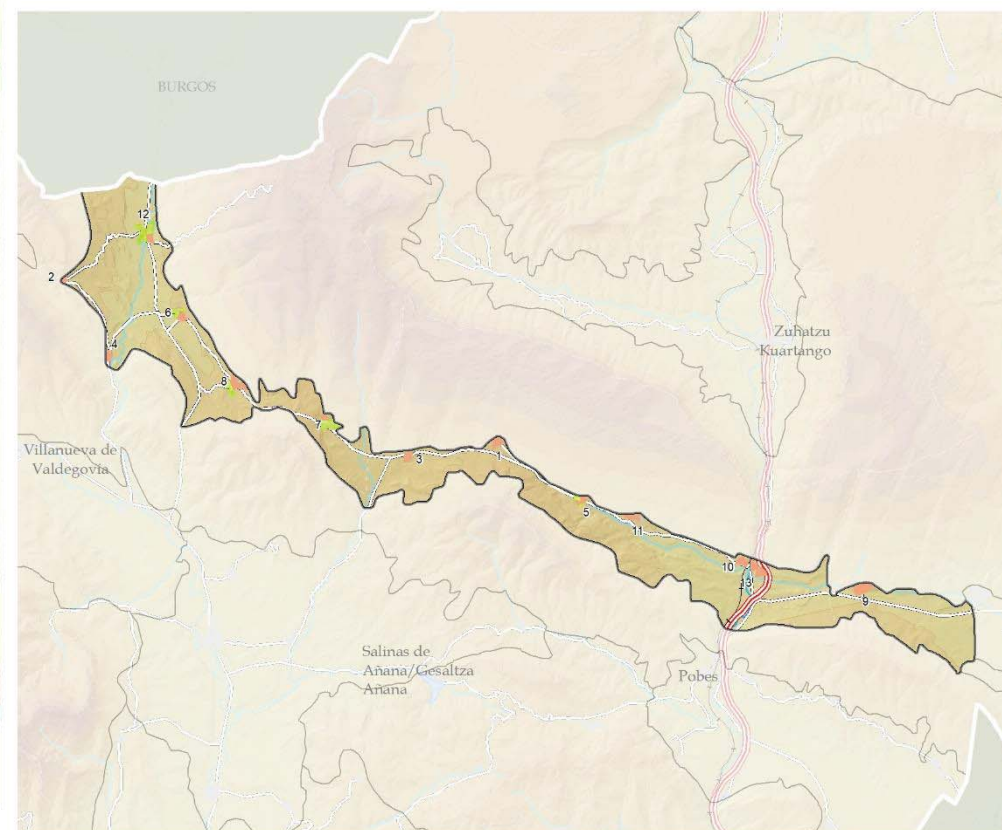 BURGOS
12
2
6
4
Zuhatzu
Kuartango
8
7
Villanueva de
Valdegovía
3
1
5
11
10
13
9
Salinas de
Añana/Gesaltza
Añana
Pobes